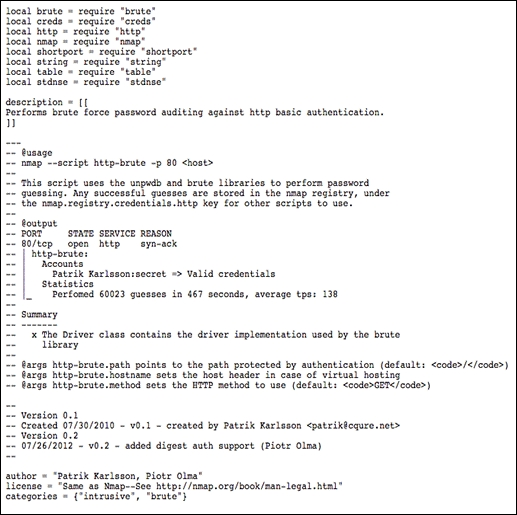 local brute = require "brute"
local creds = require "creds"
local http = require "http"
local nmap = require "nmap"
local shortport = require "shortport"
local string = require "string"
local table = require "table"
local stdnse = require "stdnse"

description = [[
Performs brute force password auditing against http basic authentication.
]]

---
-- @usage
-- nmap --script http-brute -p 80 <host>
--
-- This script uses the unpwdb and brute libraries to perform password
-- guessing. Any successful guesses are stored in the nmap registry, under
-- the nmap.registry.credentials.http key for other scripts to use.
--
-- @output
-- PORT     STATE SERVICE REASON
-- 80/tcp   open  http    syn-ack
-- | http-brute:
-- |   Accounts
-- |     Patrik Karlsson:secret => Valid credentials
-- |   Statistics
-- |_    Perfomed 60023 guesses in 467 seconds, average tps: 138
--
-- Summary
-- -------
--   x The Driver class contains the driver implementation used by the brute
--     library
--
-- @args http-brute.path points to the path protected by authentication (default: <code>/</code>)
-- @args http-brute.hostname sets the host header in case of virtual hosting
-- @args http-brute.method sets the HTTP method to use (default: <code>GET</code>)

--
-- Version 0.1
-- Created 07/30/2010 - v0.1 - created by Patrik Karlsson <patrik@cqure.net>
-- Version 0.2
-- 07/26/2012 - v0.2 - added digest auth support (Piotr Olma)
--

author = "Patrik Karlsson, Piotr Olma"
license = "Same as Nmap--See http://nmap.org/book/man-legal.html"
categories = {"intrusive", "brute"}